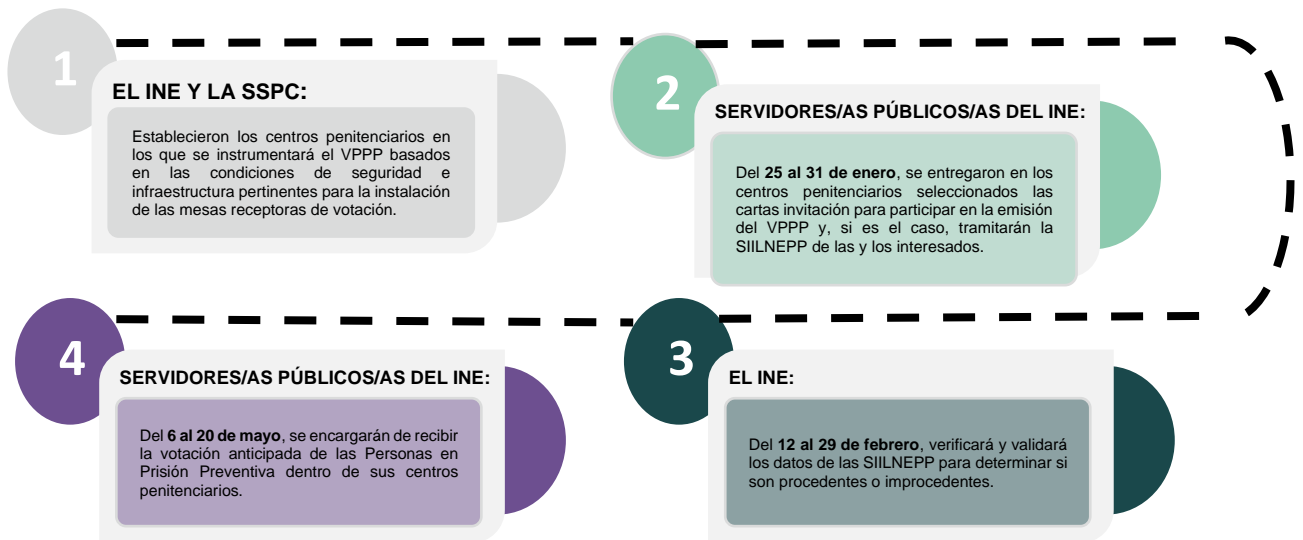 1
EL INE Y LA SSPC:
Establecieron los centros penitenciarios en
los que se instrumentará el VPPP basados
en las condiciones de seguridad e
infraestructura pertinentes para la instalación
de las mesas receptoras de votación.
2
SERVIDORES/AS PÚBLICOS/AS DEL INE:
Del 25 al 31 de enero, se entregaron en los
centros penitenciarios seleccionados las
cartas invitación para participar en la emisión
del VPPP y, si es el caso, tramitarán la
SIILNEPP de las y los interesados.
3
EL INE:
Del 12 al 29 de febrero, verificará y validará
los datos de las SIILNEPP para determinar si
son procedentes o improcedentes.
4
SERVIDORES/AS PÚBLICOS/AS DEL INE:
Del 6 al 20 de mayo, se encargarán de recibir
la votación anticipada de las Personas en
Prisión Preventiva dentro de sus centros
penitenciarios.